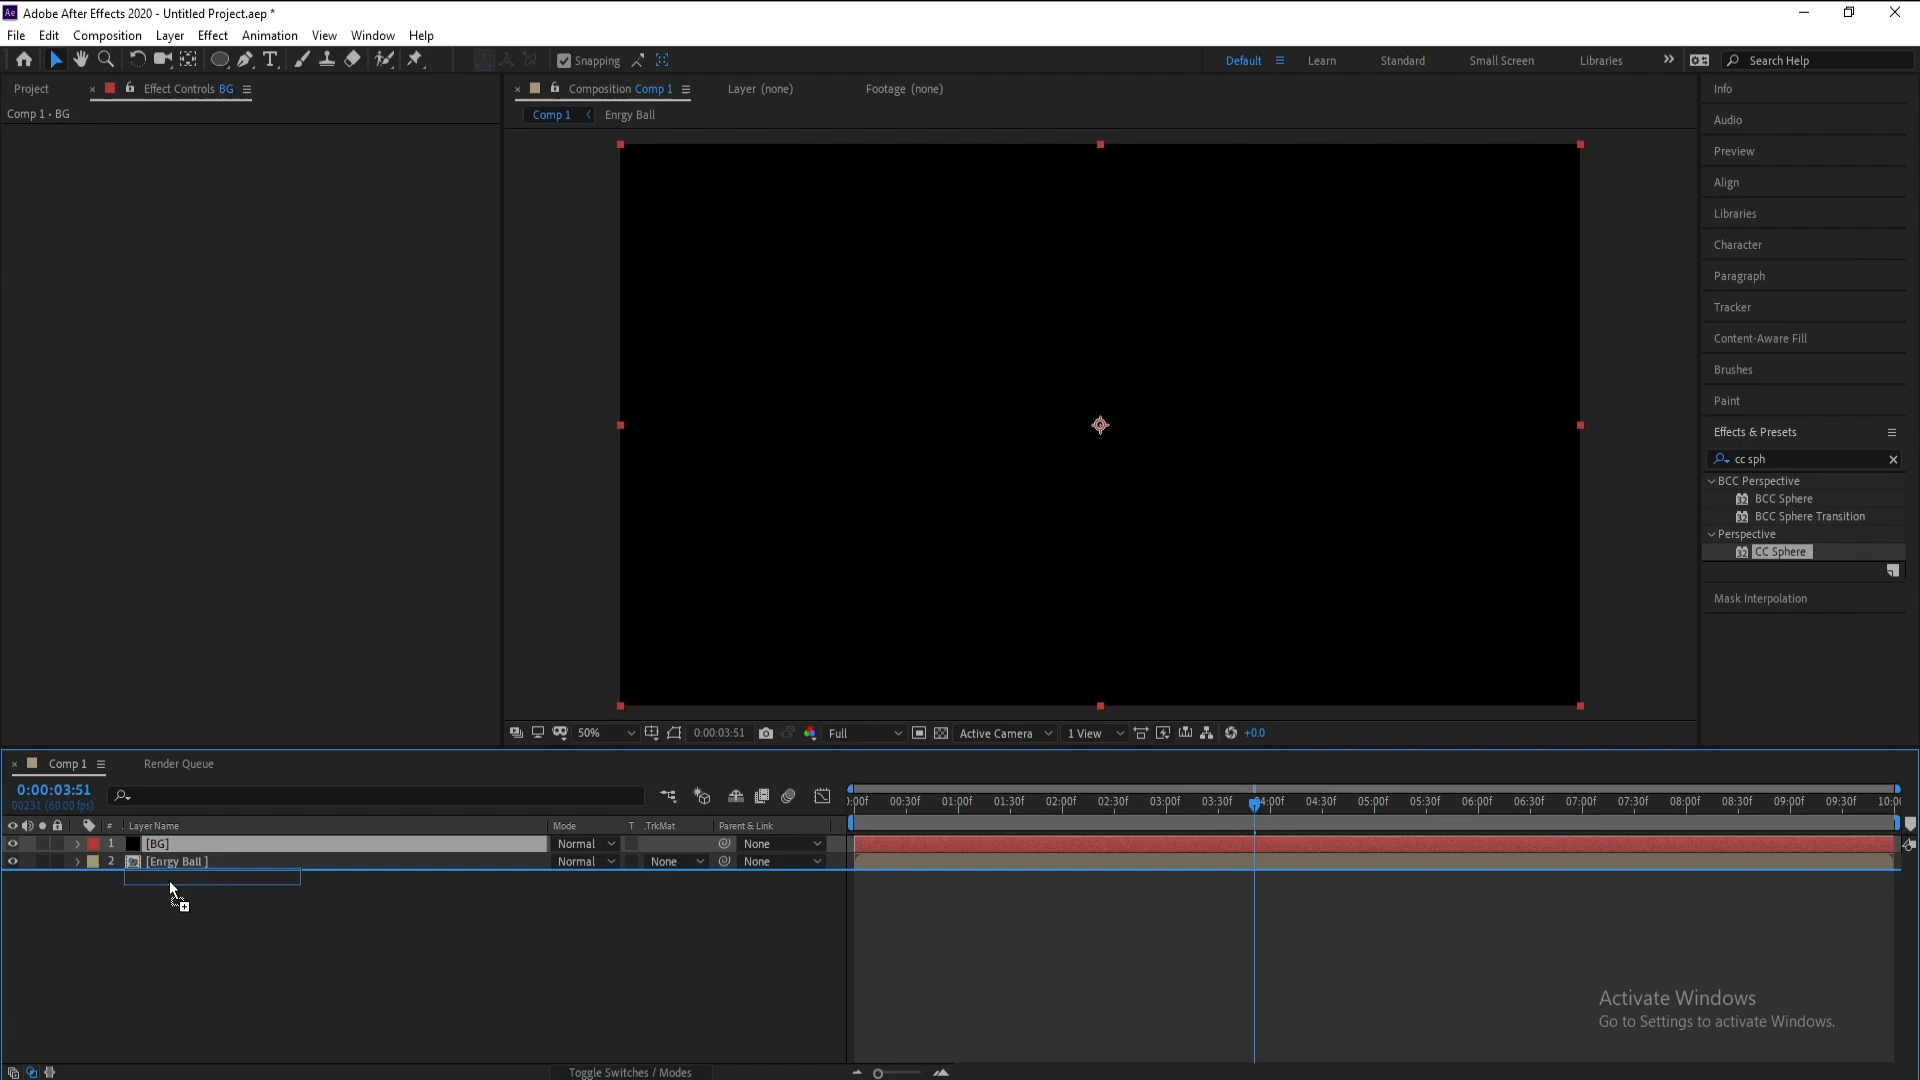 Adobe After Effects 2020 - Untitled Project.aep *
File Edit Composition Layer Effect Animation View Window Help
Snapping Default Learn Standard Small Screen Libraries Search Help
Project Effect Controls BG
Comp 1 • BG
Composition Comp 1 Layer (none) Footage (none)
Comp 1 Enrgy Ball
Info
Audio
Preview
Align
Libraries
Character
Paragraph
Tracker
Content-Aware Fill
Brushes
Paint
Effects & Presets
cc sph
BCC Perspective
BCC Sphere
BCC Sphere Transition
Perspective
CC Sphere
Mask Interpolation
50% 0:00:03:51 Full Active Camera 1 View +0.0
Comp 1 Render Queue
0:00:03:51
00231 (60.00 fps)
):00f 00:30f 01:00f 01:30f 02:00f 02:30f 03:00f 03:30f 04:00f 04:30f 05:00f 05:30f 06:00f 06:30f 07:00f 07:30f 08:00f 08:30f 09:00f 09:30f 10:0
# Layer Name Mode T .TrkMat Parent & Link
1 [BG] Normal None
2 [Enrgy Ball ] Normal None None
Activate Windows
Go to Settings to activate Windows.
Toggle Switches / Modes